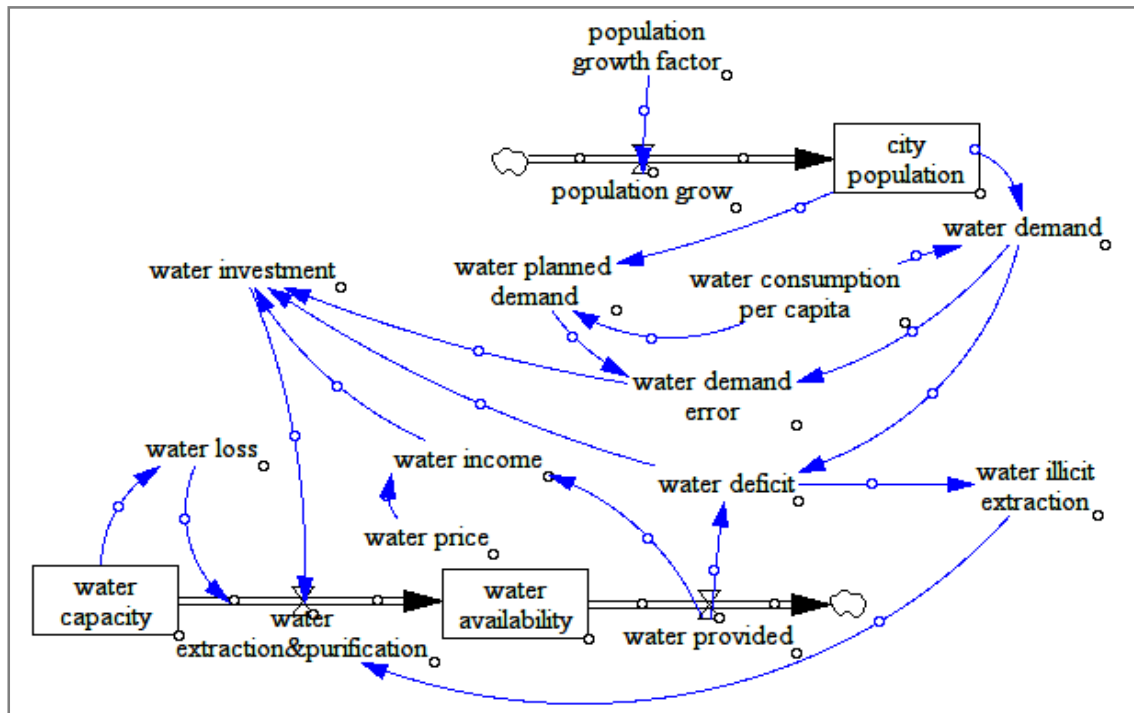 population
growth factor
city
population
population grow
water demand
water investment
water planned
demand
water consumption
per capita
water demand
error
water loss
water income
water deficit
water illicit
extraction
water price
water
capacity
water
extraction&purification
water
availability
water provided